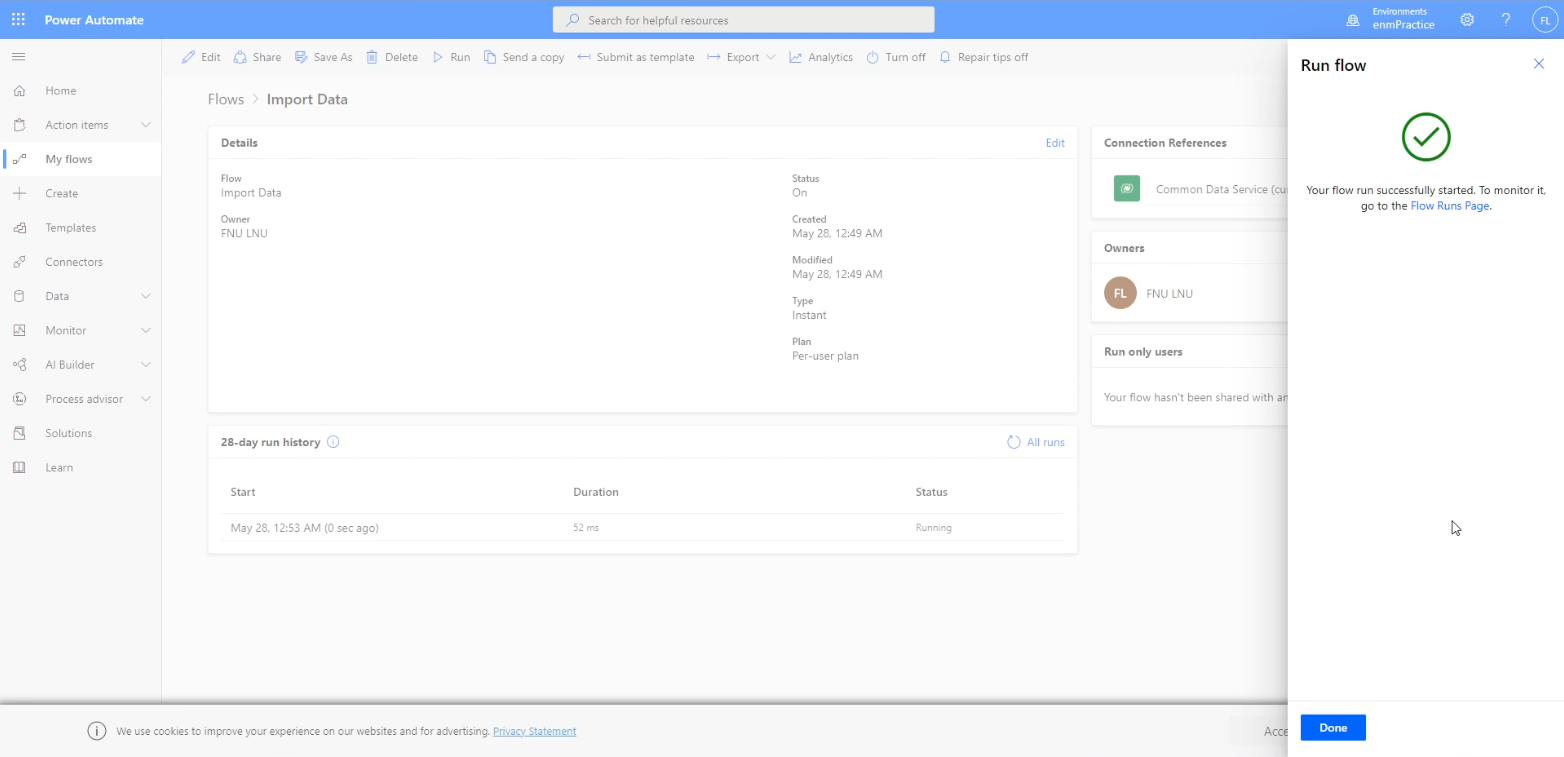 Power Automate
Search for helpful resources
Environments
enmPractice
?
FL
Edit
Share
Save As
Delete
Run
Send a copy
Submit as template
Export
Analytics
Turn off
Repair tips off
Home
Action items
My flows
Create
Templates
Connectors
Data
Monitor
AI Builder
Process advisor
Solutions
Learn
Flows > Import Data
Details
Edit
Flow
Import Data
Owner
FNU LNU
Status
On
Created
May 28, 12:49 AM
Modified
May 28, 12:49 AM
Type
Instant
Plan
Per-user plan
28-day run history
All runs
Start Duration Status
May 28, 12:53 AM (0 sec ago) 52 ms Running
Connection References
Common Data Service (cu
Owners
FL
FNU LNU
Run only users
Your flow hasn't been shared with an
Run flow
Your flow run successfully started. To monitor it,
go to the Flow Runs Page.
Done
We use cookies to improve your experience on our websites and for advertising. Privacy Statement
Acce